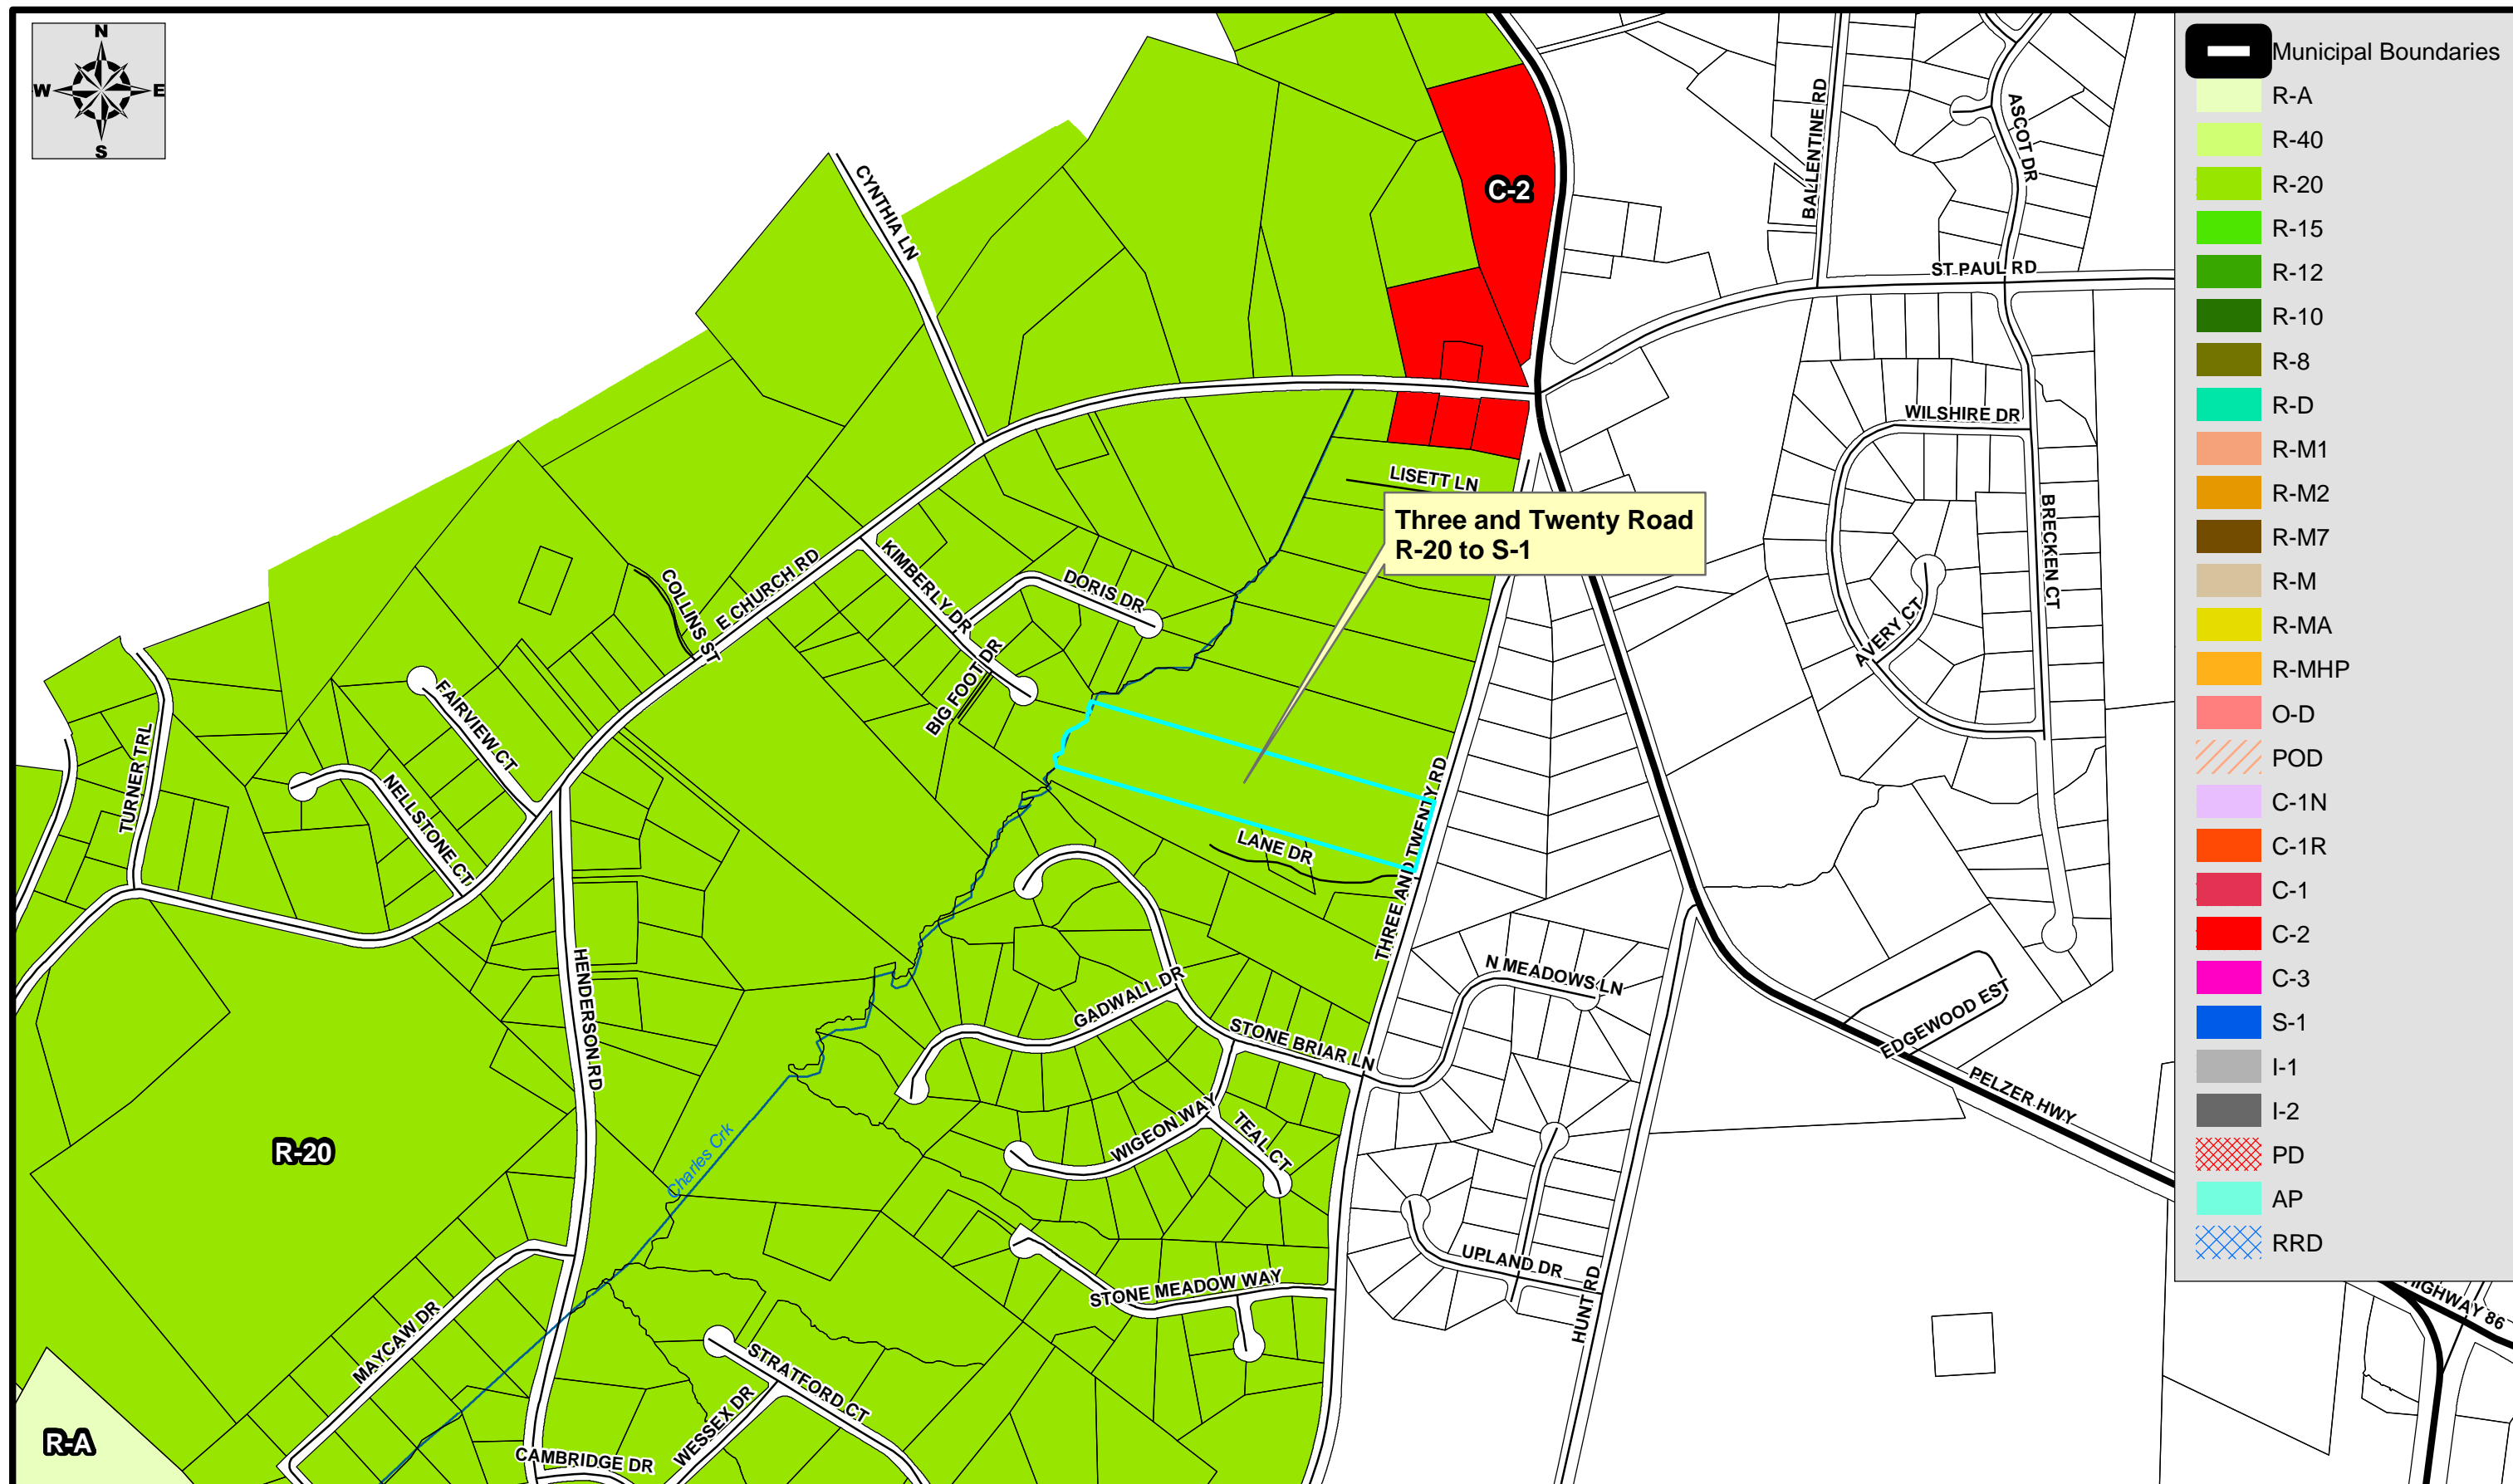 N
W
E
S
Municipal Boundaries
R-A
R-40
R-20
R-15
R-12
R-10
R-8
R-D
R-M1
R-M2
R-M7
R-M
R-MA
R-MHP
O-D
POD
C-1N
C-1R
C-1
C-2
C-3
S-1
I-1
I-2
PD
AP
RRD
BALLENTINE RD
ASCOT DR
CYNTHIA LN
C-2
ST PAUL RD
WILSHIRE DR
LISETT LN
Three and Twenty Road
R-20 to S-1
BRECKEN CT
E CHURCH RD
KIMBERLY DR
DORIS DR
COLLINS ST
AVERY CT
BIG FOOT DR
FAIRVIEW CT
TURNER TRL
NELLSTONE CT
LANE DR
THREE AND TWENTY RD
HENDERSON RD
GADWALL DR
N MEADOWS LN
STONE BRIAR LN
EDGEWOOD EST
PELZER HWY
WIGEON WAY
TEAL CT
R-20
Charles Crk
UPLAND DR
HUNT RD
STONE MEADOW WAY
HIGHWAY 86
MAYCAW DR
STRATFORD CT
WESSEX DR
R-A
CAMBRIDGE DR